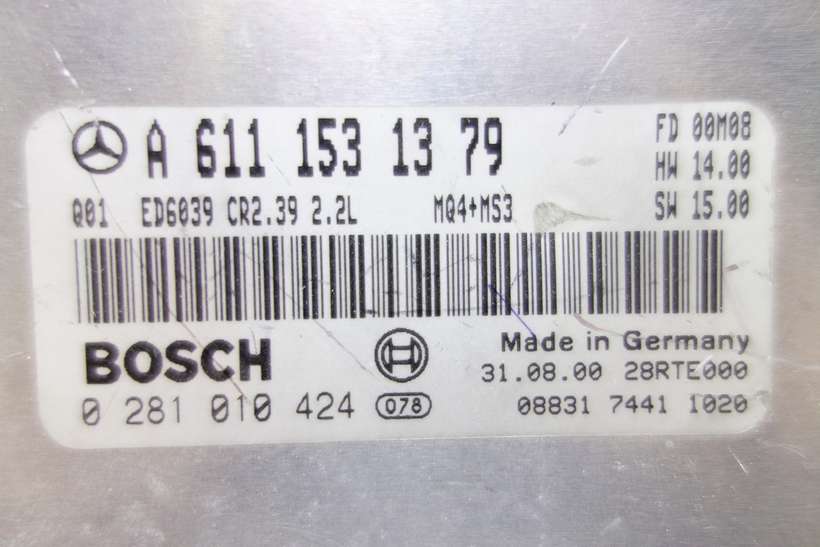 A 611 153 13 79
FD 00M08
HW 14.00
SW 15.00
Q01 ED6039 CR2.39 2.2L MQ4+MS3
BOSCH
Made in Germany
31.08.00 28RTE000
0 281 010 424 078
08831 7441 1020